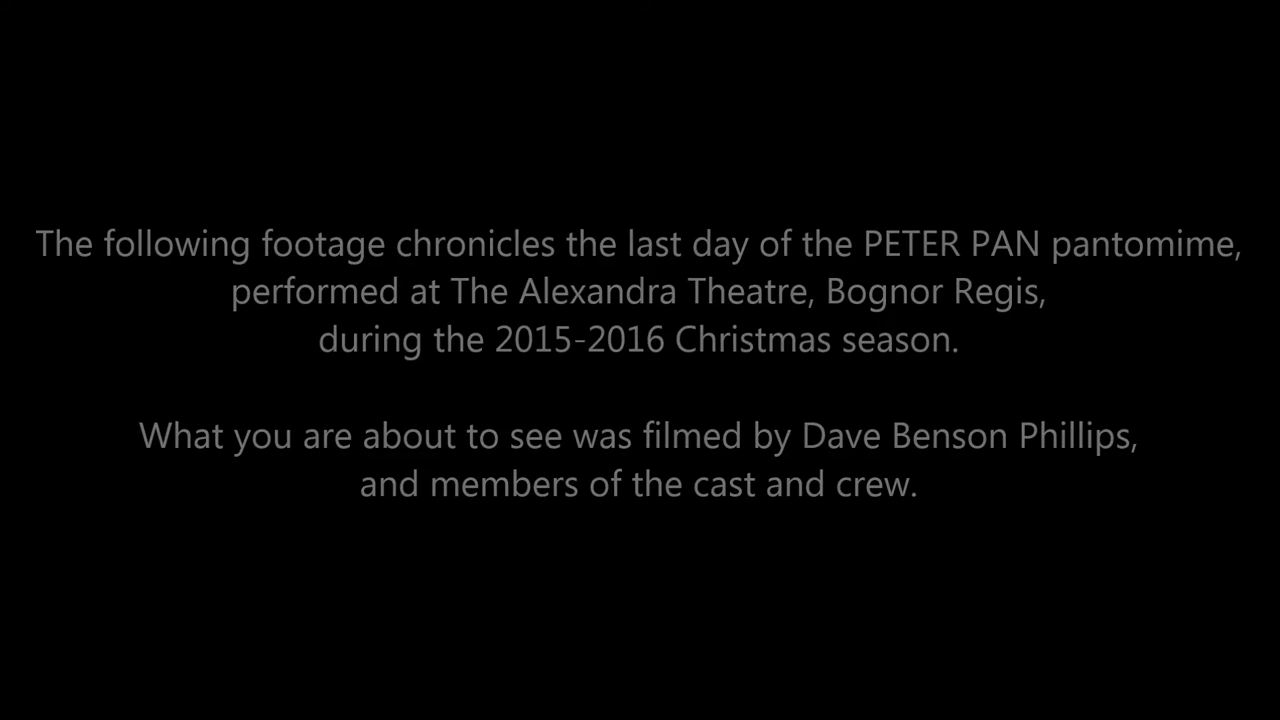 The following footage chronicles the last day of the PETER PAN pantomime,
performed at The Alexandra Theatre, Bognor Regis,
during the 2015-2016 Christmas season.
What you are about to see was filmed by Dave Benson Phillips,
and members of the cast and crew.